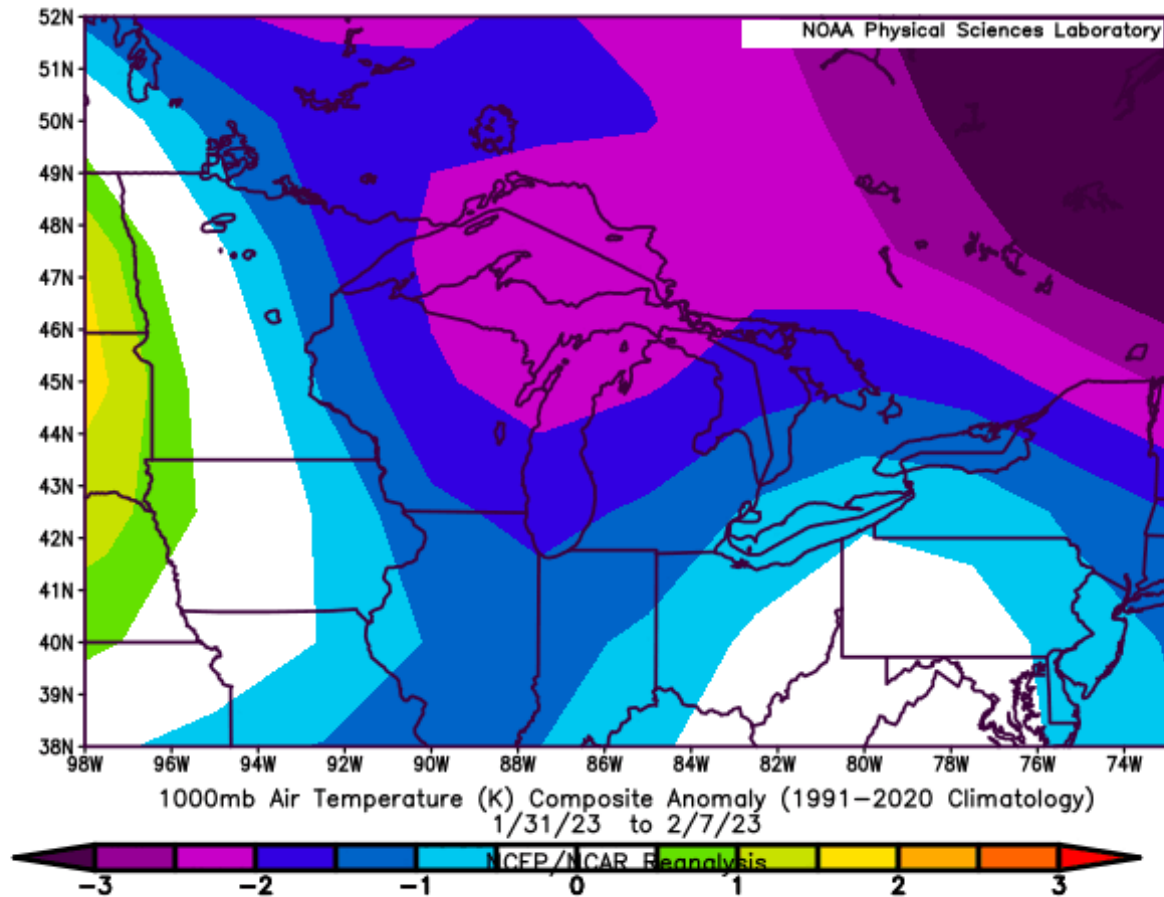 NOAA Physical Sciences Laboratory
52N
51N
50N
49N
48N
47N
46N
45N
44N
43N
42N
41N
40N
39N
38N
98W 96W 94W 92W 90W 88W 86W 84W 82W 80W 78W 76W 74W
1000mb Air Temperature (K) Composite Anomaly (1991-2020 Climatology)
1/31/23 to 2/7/23
NCEP/NCAR Reanalysis
-3 -2 -1 0 1 2 3